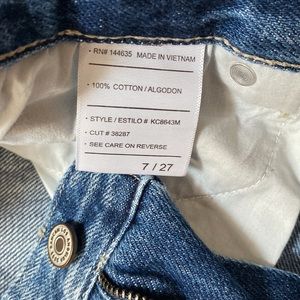 • RN# 144635 MADE IN VIETNAM
• 100% COTTON / ALGODON
• STYLE / ESTILO # KC8643M
• CUT # 38287
• SEE CARE ON REVERSE
7 / 27